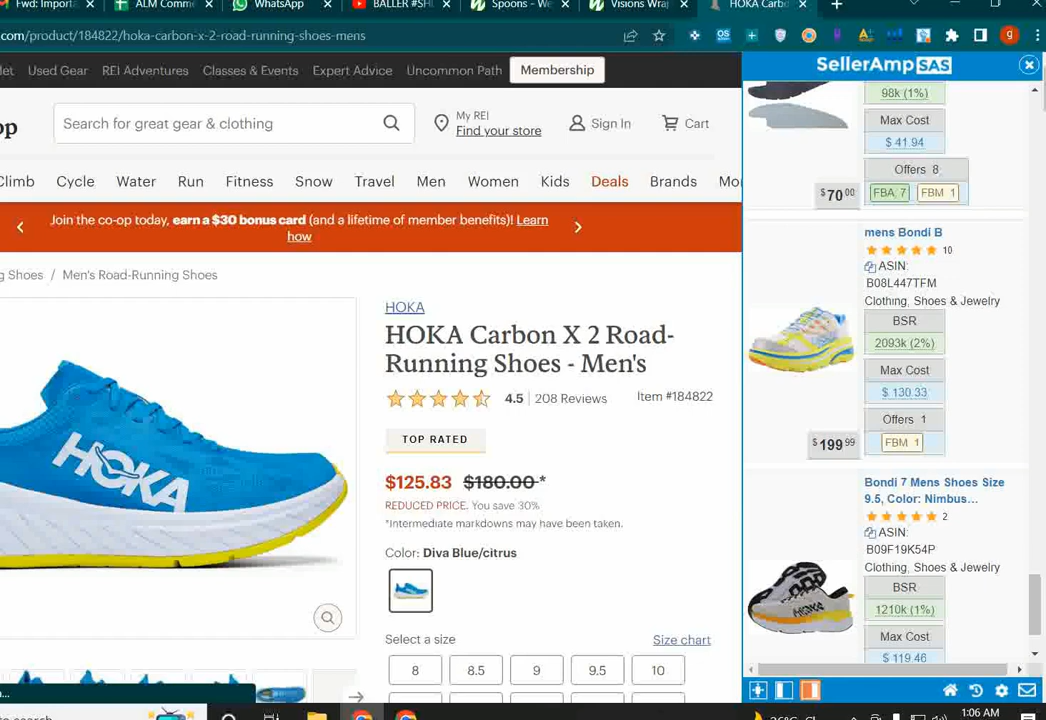 Fwd: Import
ALM Comme
WhatsApp
BALLER #SH
Spoons - We
Visions Wra
HOKA Carbo
com/product/184822/hoka-carbon-x-2-road-running-shoes-mens
OS
g
Used Gear
REI Adventures
Classes & Events
Expert Advice
Uncommon Path
Membership
op
Search for great gear & clothing
My REI
Find your store
Sign In
Cart
Climb
Cycle
Water
Run
Fitness
Snow
Travel
Men
Women
Kids
Deals
Brands
Mo
Join the co-op today, earn a $30 bonus card (and a lifetime of member benefits)! Learn
how
g Shoes / Men's Road-Running Shoes
HOKA
HOKA
HOKA Carbon X 2 Road-
Running Shoes - Men's
4.5
208 Reviews
Item #184822
TOP RATED
$125.83 $180.00*
REDUCED PRICE. You save 30%
*Intermediate markdowns may have been taken.
Color: Diva Blue/citrus
Select a size
Size chart
8
8.5
9
9.5
10
SellerAmp SAS
98k (1%)
Max Cost
$ 41.94
Offers 8
FBA 7
FBM 1
$70.00
mens Bondi B
10
ASIN:
B08L447TFM
Clothing, Shoes & Jewelry
BSR
2093k (2%)
Max Cost
$ 130.33
Offers 1
FBM 1
$199.99
Bondi 7 Mens Shoes Size
9.5, Color: Nimbus...
2
ASIN:
B09F19K54P
Clothing, Shoes & Jewelry
BSR
1210k (1%)
Max Cost
$ 119.46
HOKA
1:06 AM